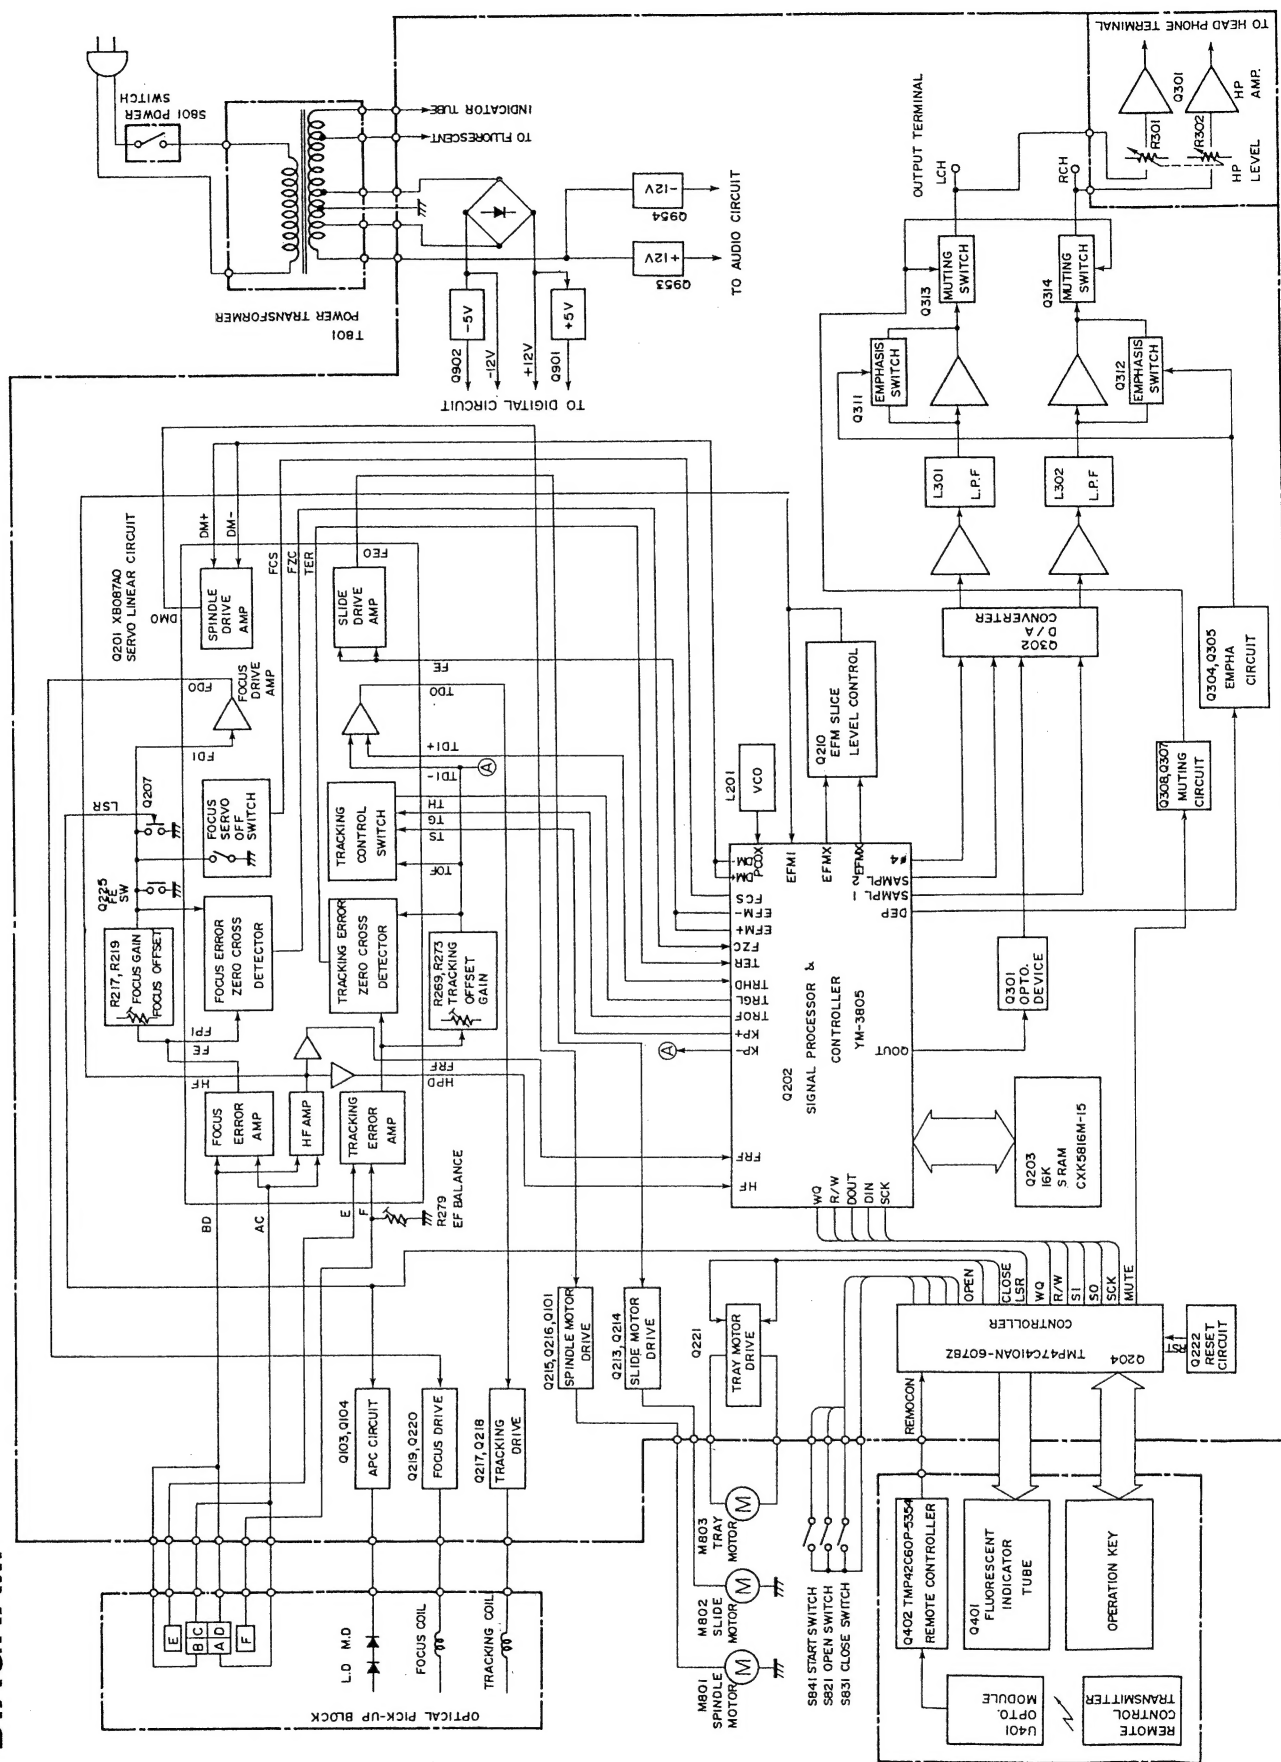 S801 POWER
SWITCH
T801
POWER TRANSFORMER
INDICATOR TUBE
TO FLUORESCENT
-5V
Q902
-12V
+12V
+5V
Q901
TO DIGITAL CIRCUIT
+12V
Q953
-12V
Q954
TO AUDIO CIRCUIT
TO HEAD PHONE TERMINAL
Q301
HP
AMP.
R301
R302
HP
LEVEL
OUTPUT TERMINAL
LCH
RCH
Q313
MUTING
SWITCH
Q314
MUTING
SWITCH
Q311
EMPHASIS
SWITCH
EMPHASIS
SWITCH
Q312
L301
L.P.F
L302
L.P.F
Q302
D/A
CONVERTER
Q304,Q305
EMPHA
CIRCUIT
Q308,Q307
MUTING
CIRCUIT
Q201 XB087A0
SERVO LINEAR CIRCUIT
DM+
DM-
DMO
SPINDLE
DRIVE
AMP
FCS
FZC
TER
FEO
SLIDE
DRIVE
AMP
FE
FDO
FOCUS
DRIVE
AMP
FDI
TDO
TDI+
TDI-
A
LSR
Q207
FOCUS
SERVO
OFF
SWITCH
Q225
FE
SW
TRACKING
CONTROL
SWITCH
TH
TG
TS
TOF
R217,R219
FOCUS GAIN
FOCUS OFFSET
FOCUS ERROR
ZERO CROSS
DETECTOR
TRACKING ERROR
ZERO CROSS
DETECTOR
R269,R273
TRACKING
OFFSET
GAIN
FPI
FE
HF
FRF
HPD
FOCUS
ERROR
AMP
HF AMP
TRACKING
ERROR
AMP
BD
AC
E
F
R279
EF BALANCE
L201
VCO
Q210
EFM SLICE
LEVEL CONTROL
PCOX
EFMI
EFMX
EFMX
DM-
DM+
FCS
EFM-
EFM+
FZC
TER
TRHD
TRGL
TROF
KP+
KP-
A
FRF
HF
Q202
SIGNAL PROCESSOR &
CONTROLLER
YM-3805
φ4
SAMPL 2
SAMPL 1
DEP
QOUT
WQ
R/W
DOUT
DIN
SCK
Q301
OPTO.
DEVICE
Q203
16K
S RAM
CXK5816M-15
Q103,Q104
APC CIRCUIT
Q219,Q220
FOCUS DRIVE
Q217,Q218
TRACKING
DRIVE
Q215,Q216,Q101
SPINDLE MOTOR
DRIVE
Q213,Q214
SLIDE MOTOR
DRIVE
Q221
TRAY MOTOR
DRIVE
OPEN
CLOSE
LSR
WQ
R/W
SI
SO
SCK
MUTE
CONTROLLER
TMP47C410AN-6078Z
Q204
RST
Q222
RESET
CIRCUIT
REMOCON
E
B
C
A
D
F
L.D M.D
FOCUS COIL
TRACKING COIL
OPTICAL PICK-UP BLOCK
M801
SPINDLE
MOTOR
M
M802
SLIDE
MOTOR
M
M803
TRAY
MOTOR
M
S841 START SWITCH
S821 OPEN SWITCH
S831 CLOSE SWITCH
Q402 TMP42C60P-5354
REMOTE CONTROLLER
Q401
FLUORESCENT
INDICATOR
TUBE
OPERATION KEY
U401
OPTO.
MODULE
REMOTE
CONTROL
TRANSMITTER